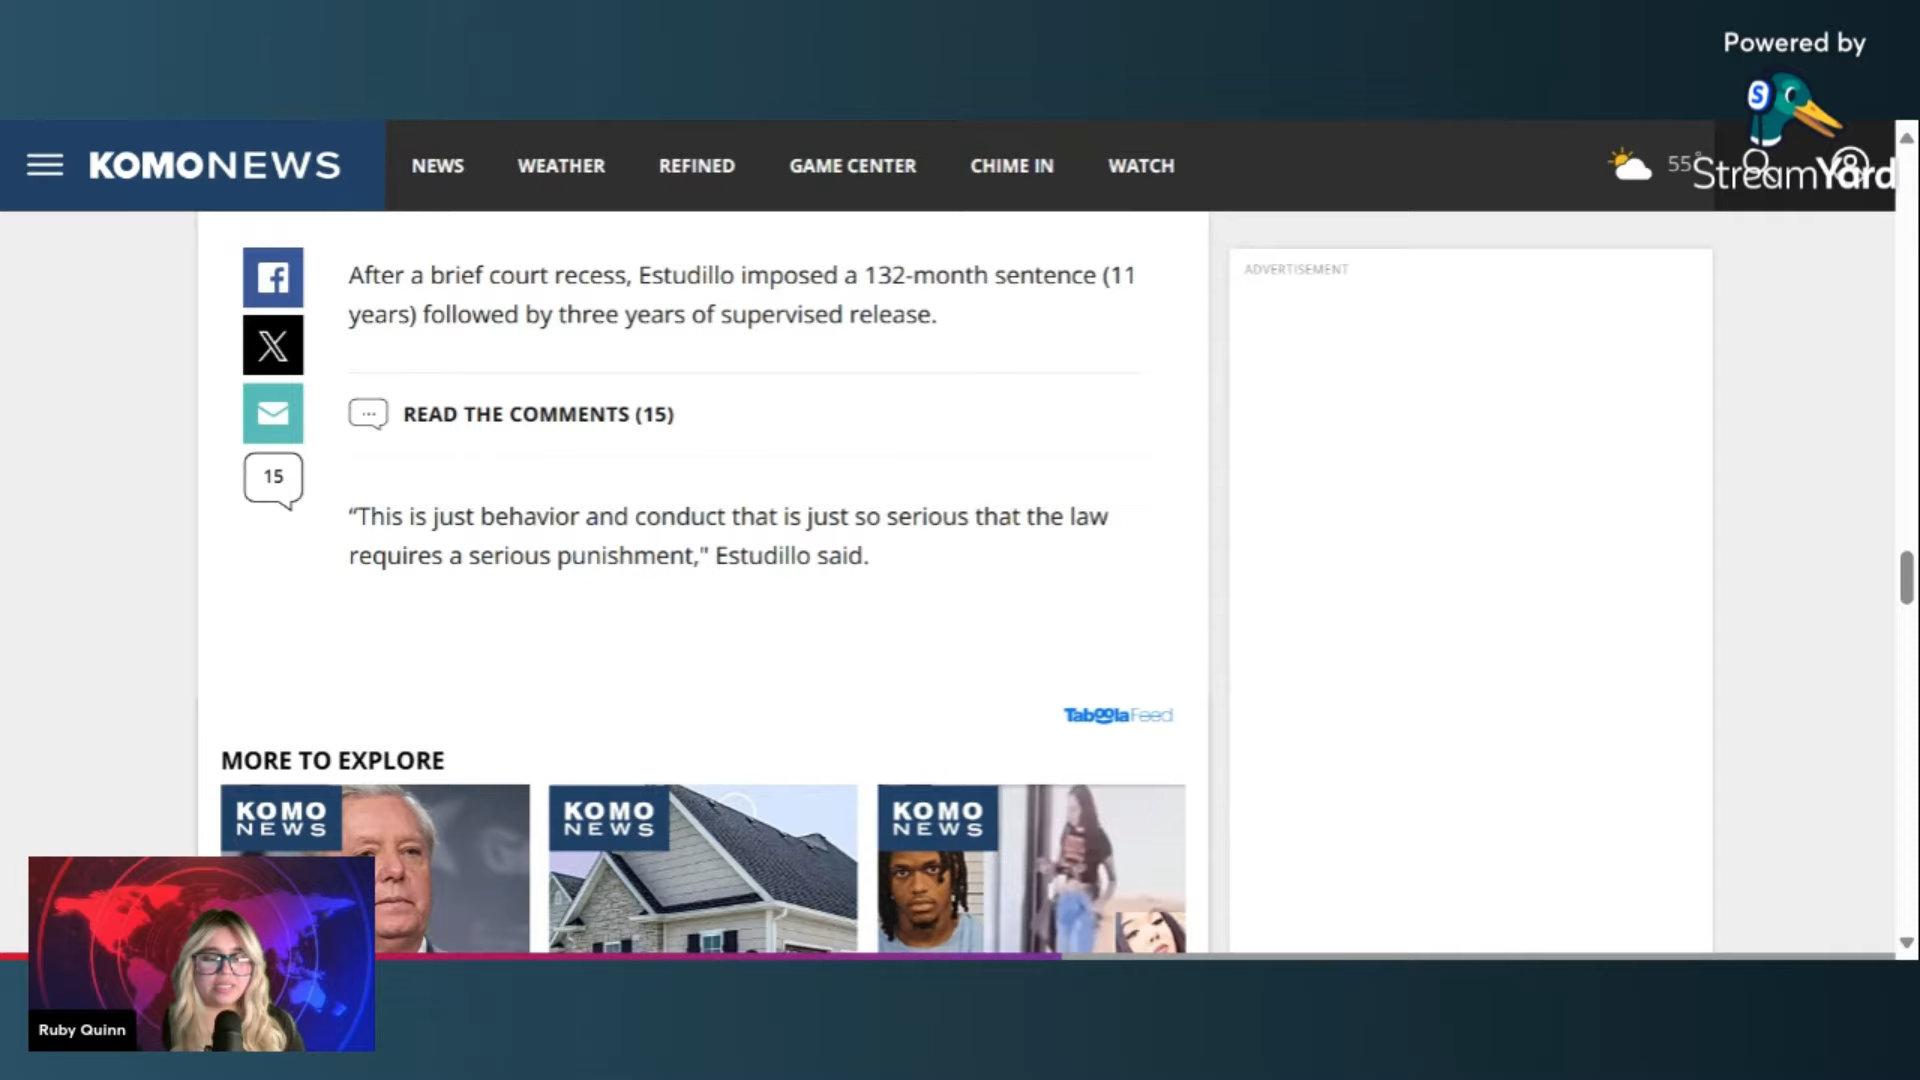 Powered by
S
StreamYard
KOMONEWS
NEWS
WEATHER
REFINED
GAME CENTER
CHIME IN
WATCH
55°
After a brief court recess, Estudillo imposed a 132-month sentence (11
years) followed by three years of supervised release.
READ THE COMMENTS (15)
15
“This is just behavior and conduct that is just so serious that the law
requires a serious punishment," Estudillo said.
ADVERTISEMENT
Taboola Feed
MORE TO EXPLORE
KOMO
NEWS
KOMO
NEWS
KOMO
NEWS
Ruby Quinn